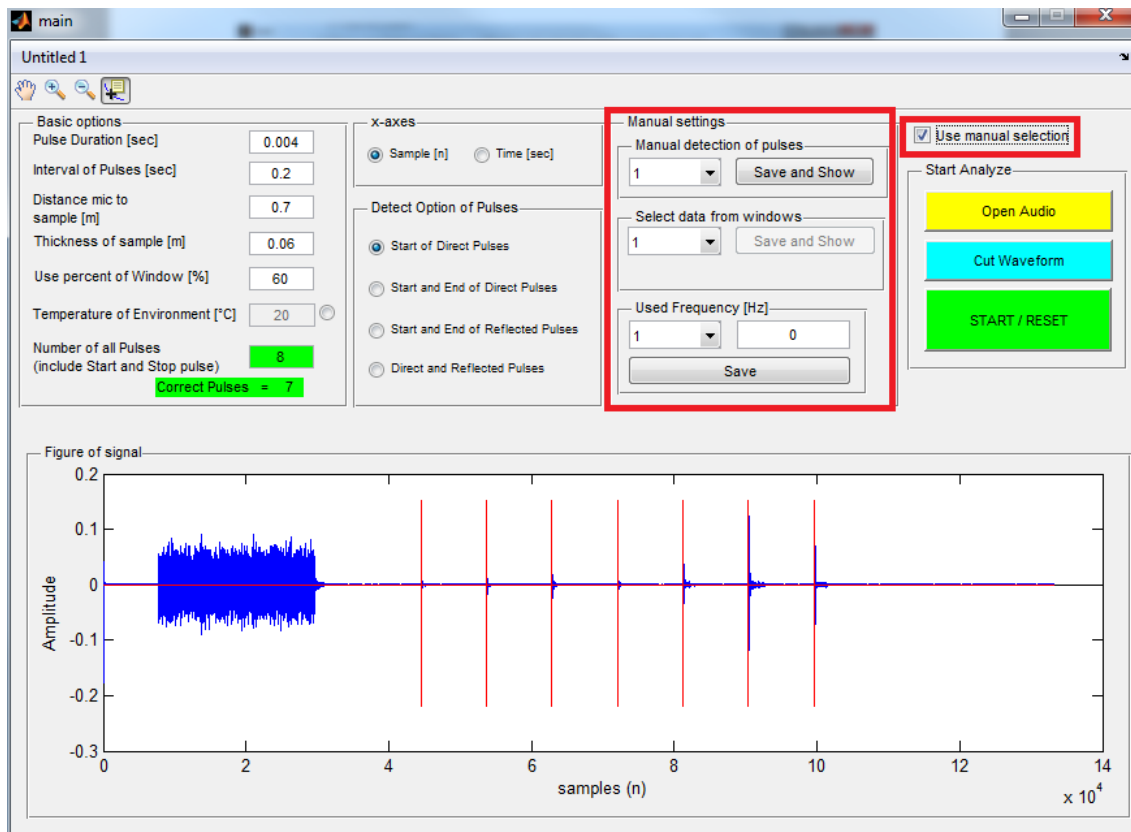 main
Untitled 1
Basic options
Pulse Duration [sec]
0.004
Interval of Pulses [sec]
0.2
Distance mic to
sample [m]
0.7
Thickness of sample [m]
0.06
Use percent of Window [%]
60
Temperature of Environment [°C]
20
Number of all Pulses
(include Start and Stop pulse)
8
Correct Pulses = 7
x-axes
Sample [n]
Time [sec]
Detect Option of Pulses
Start of Direct Pulses
Start and End of Direct Pulses
Start and End of Reflected Pulses
Direct and Reflected Pulses
Manual settings
Manual detection of pulses
1
Save and Show
Select data from windows
1
Save and Show
Used Frequency [Hz]
1
0
Save
Use manual selection
Start Analyze
Open Audio
Cut Waveform
START / RESET
Figure of signal
0.2
0.1
0
-0.1
-0.2
-0.3
Amplitude
0
2
4
6
8
10
12
14
samples (n)
x 10^4